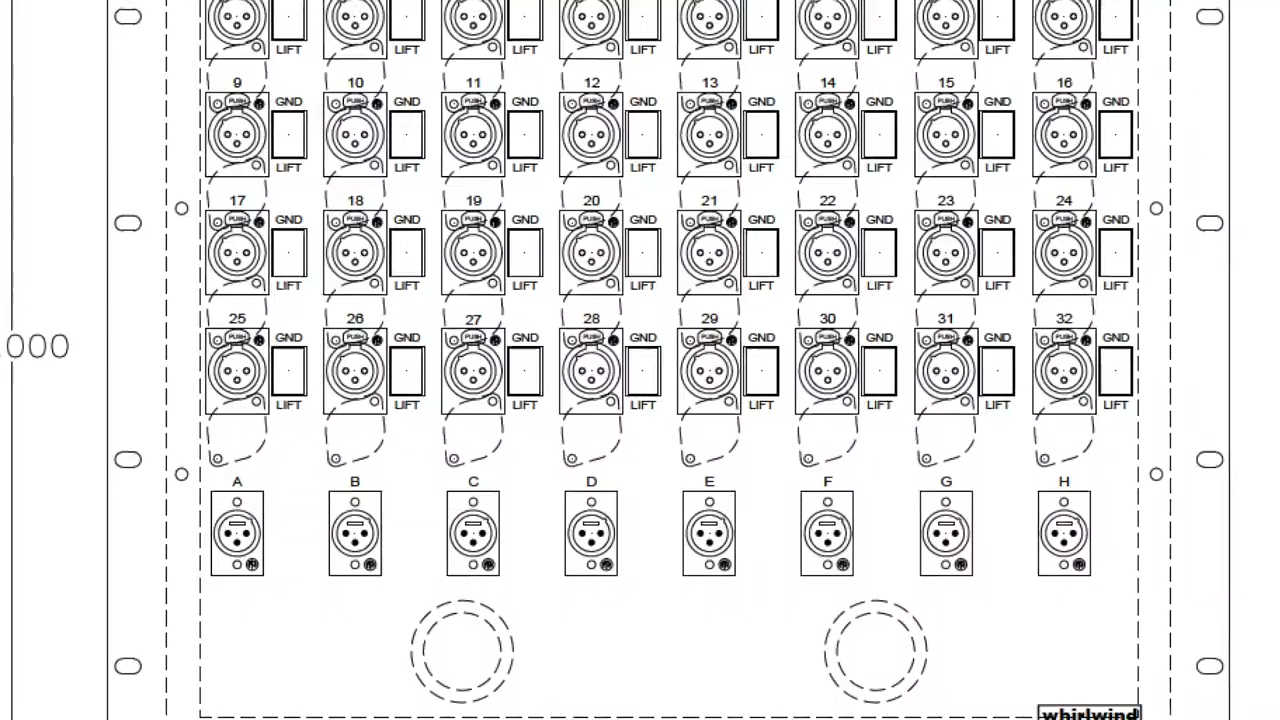 LIFT LIFT LIFT LIFT LIFT LIFT LIFT LIFT
9 10 11 12 13 14 15 16
PUSH GND PUSH GND PUSH GND PUSH GND PUSH GND PUSH GND PUSH GND PUSH GND
LIFT LIFT LIFT LIFT LIFT LIFT LIFT LIFT
17 18 19 20 21 22 23 24
PUSH GND PUSH GND PUSH GND PUSH GND PUSH GND PUSH GND PUSH GND PUSH GND
LIFT LIFT LIFT LIFT LIFT LIFT LIFT LIFT
25 26 27 28 29 30 31 32
PUSH GND PUSH GND PUSH GND PUSH GND PUSH GND PUSH GND PUSH GND PUSH GND
000
LIFT LIFT LIFT LIFT LIFT LIFT LIFT LIFT
A B C D E F G H
whirlwind